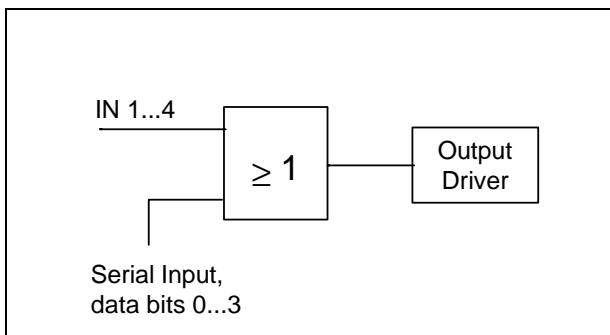 IN 1...4
≥ 1
Output
Driver
Serial Input,
data bits 0...3